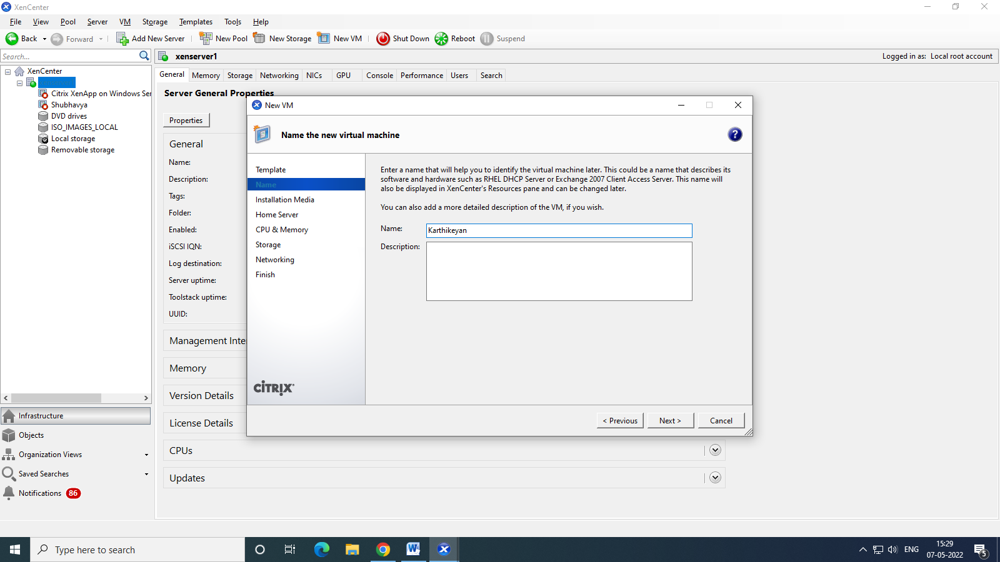 XenCenter
File View Pool Server VM Storage Templates Tools Help
Back Forward Add New Server New Pool New Storage New VM Shut Down Reboot Suspend
Search...
xenserver1
Logged in as: Local root account
XenCenter
Citrix XenApp on Windows Ser
Shubhavya
DVD drives
ISO_IMAGES_LOCAL
Local storage
Removable storage
Infrastructure
Objects
Organization Views
Saved Searches
Notifications 86
General Memory Storage Networking NICs GPU Console Performance Users Search
Server General Properties
Properties
General
Name:
Description:
Tags:
Folder:
Enabled:
iSCSI IQN:
Log destination:
Server uptime:
Toolstack uptime:
UUID:
Management Inte
Memory
Version Details
License Details
CPUs
Updates
New VM
Name the new virtual machine
?
Template
Name
Installation Media
Home Server
CPU & Memory
Storage
Networking
Finish
CITRIX
Enter a name that will help you to identify the virtual machine later. This could be a name that describes its
software and hardware such as RHEL DHCP Server or Exchange 2007 Client Access Server. This name will
also be displayed in XenCenter's Resources pane and can be changed later.
You can also add a more detailed description of the VM, if you wish.
Name: Karthikeyan
Description:
< Previous Next > Cancel
Type here to search
ENG
15:29
07-05-2022
5